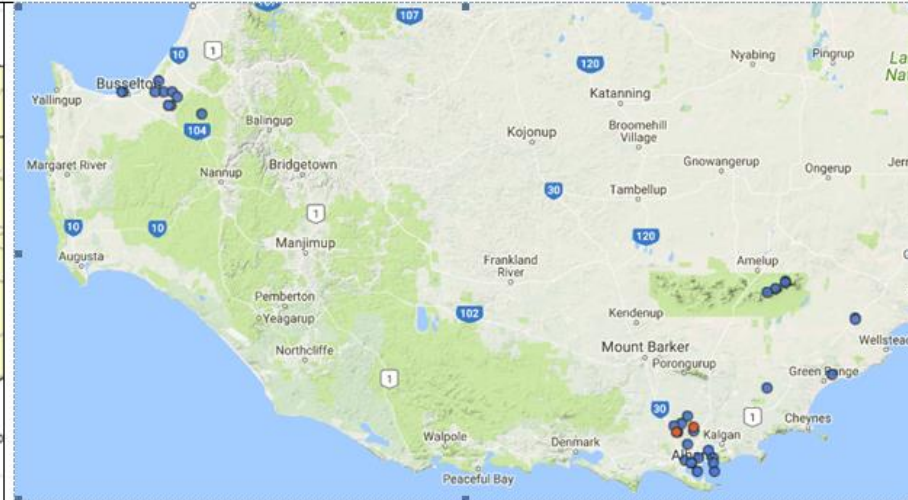 107
10
1
Nyabing
Pingrup
120
La
Na
Busselton
Katanning
Yallingup
Balingup
Broomehill
Village
104
Kojonup
Margaret River
Nannup
Bridgetown
Gnowangerup
Ongerup
Jerr
30
Tambellup
1
10
10
120
Manjimup
Augusta
Frankland
River
Amelup
Pemberton
Yeagarup
102
Kendenup
Wellstead
Northcliffe
Mount Barker
Porongurup
Green Range
1
30
1
Cheynes
Walpole
Denmark
Kalgan
Peaceful Bay